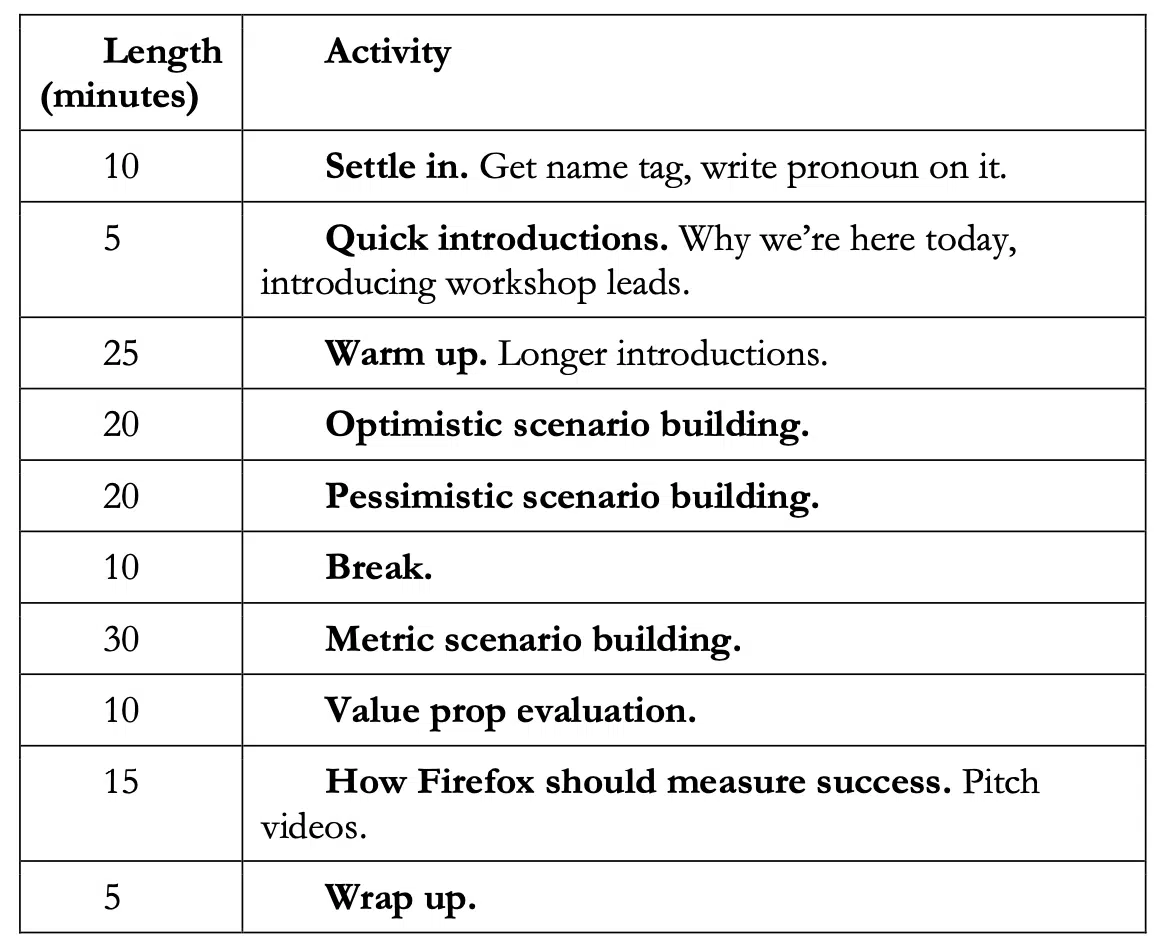 Length
(minutes)
Activity
10
Settle in. Get name tag, write pronoun on it.
5
Quick introductions. Why we’re here today,
introducing workshop leads.
25
Warm up. Longer introductions.
20
Optimistic scenario building.
20
Pessimistic scenario building.
10
Break.
30
Metric scenario building.
10
Value prop evaluation.
15
How Firefox should measure success. Pitch
videos.
5
Wrap up.